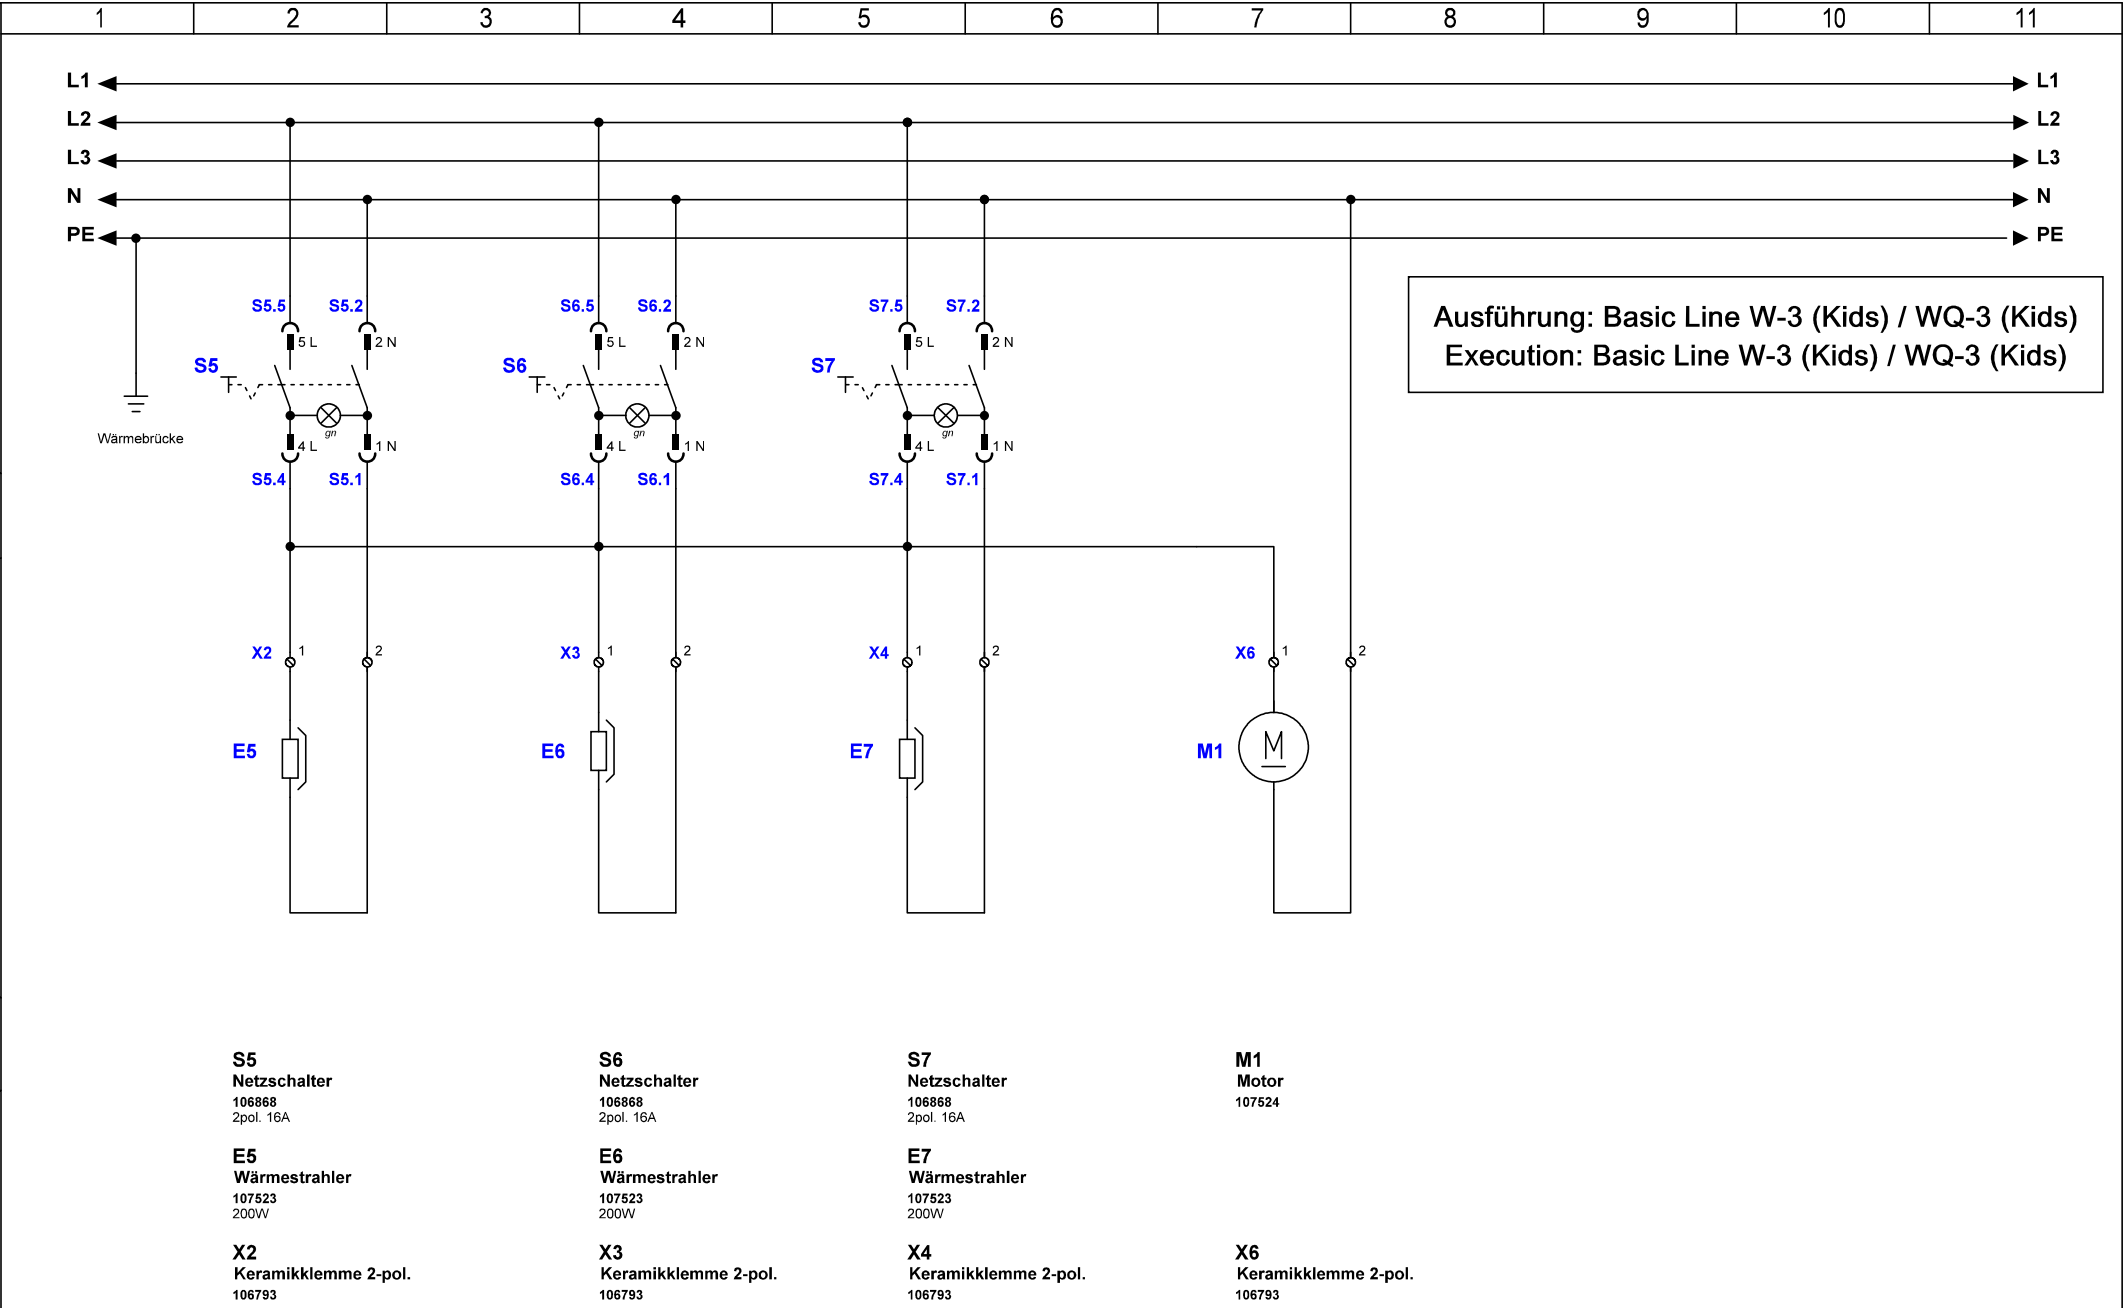 1 2 3 4 5 6 7 8 9 10 11
L1 L1
L2 L2
L3 L3
N N
PE PE
Ausführung: Basic Line W-3 (Kids) / WQ-3 (Kids)
Execution: Basic Line W-3 (Kids) / WQ-3 (Kids)
S5.5 S5.2 S6.5 S6.2 S7.5 S7.2
5 L 2 N 5 L 2 N 5 L 2 N
S5 S6 S7
gn gn gn
Wärmebrücke
4 L 1 N 4 L 1 N 4 L 1 N
S5.4 S5.1 S6.4 S6.1 S7.4 S7.1
X2 1 2 X3 1 2 X4 1 2 X6 1 2
E5 E6 E7 M1 M
S5 S6 S7 M1
Netzschalter Netzschalter Netzschalter Motor
106868 106868 106868 107524
2pol. 16A 2pol. 16A 2pol. 16A
E5 E6 E7
Wärmestrahler Wärmestrahler Wärmestrahler
107523 107523 107523
200W 200W 200W
X2 X3 X4 X6
Keramikklemme 2-pol. Keramikklemme 2-pol. Keramikklemme 2-pol. Keramikklemme 2-pol.
106793 106793 106793 106793